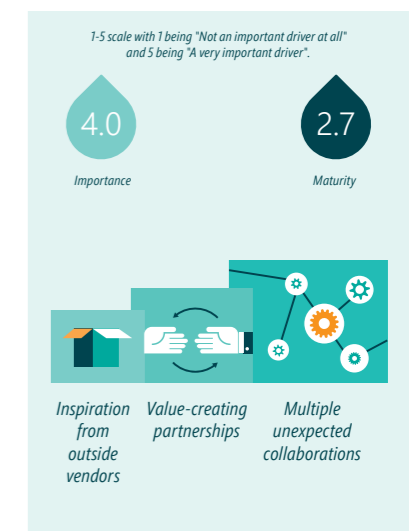 1-5 scale with 1 being "Not an important driver at all"
and 5 being "A very important driver".
4.0
2.7
Importance
Maturity
Inspiration
from
outside
vendors
Value-creating
partnerships
Multiple
unexpected
collaborations